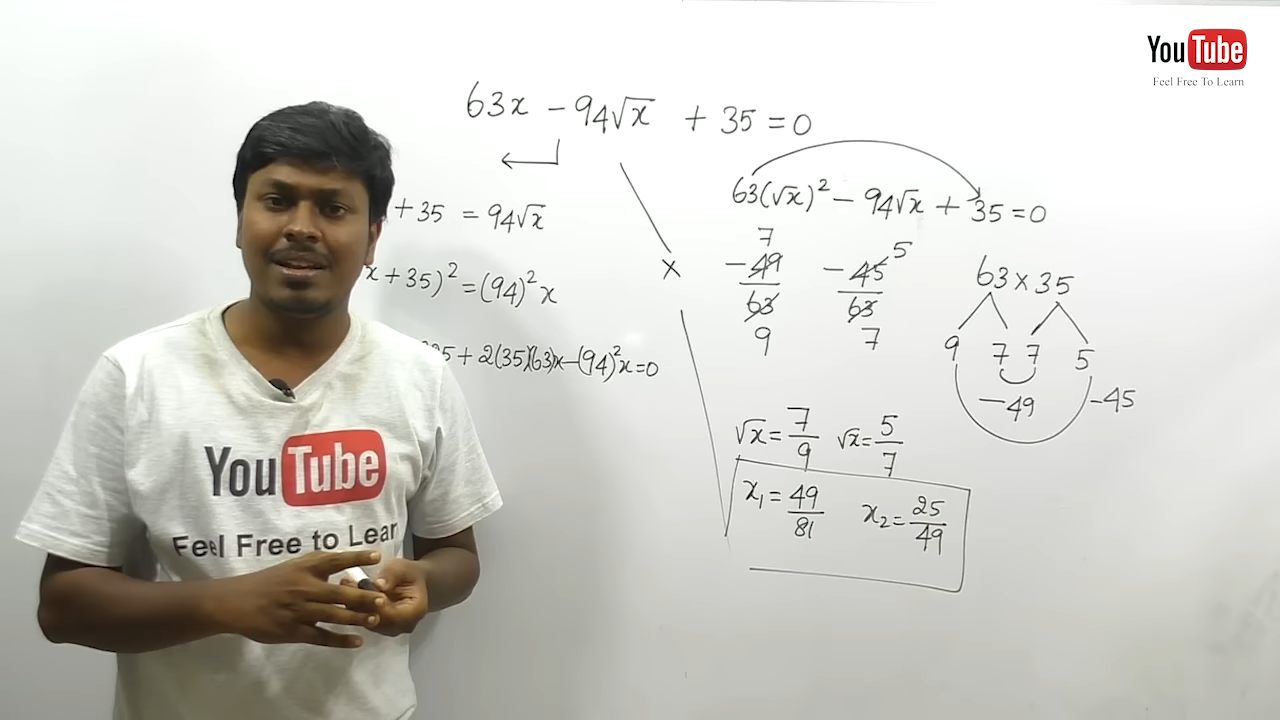 YouTube
Feel Free To Learn
63x - 94√x + 35 = 0
+ 35 = 94√x
x + 35)² = (94)² x
5 + 2(35)(63)x - (94)² x = 0
x
63(√x)² - 94√x + 35 = 0
7
5
-49
-45
63
63
9
7
63 x 35
9 7 7 5
-49
-45
√x = 7/9 √x = 5/7
x₁ = 49/81 x₂ = 25/49
YouTube
Feel Free to Lear